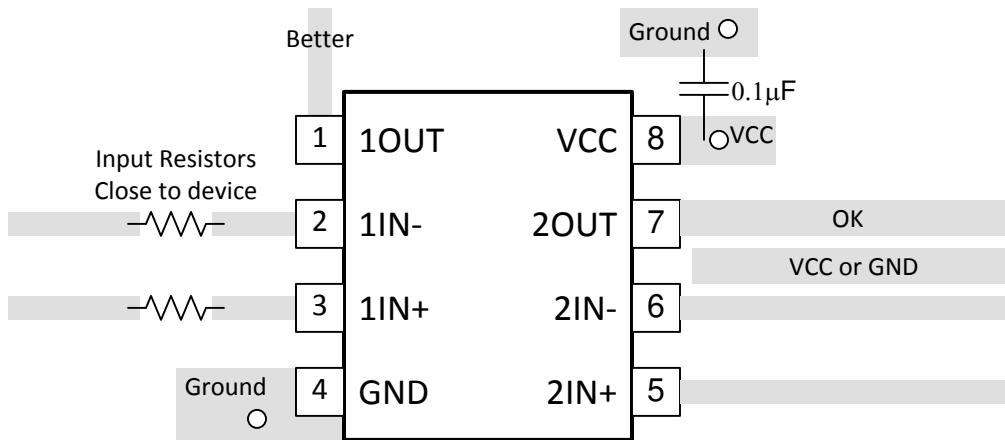 Better
Ground
0.1μF
1
1OUT
VCC
8
VCC
Input Resistors
Close to device
2
1IN-
2OUT
7
OK
VCC or GND
3
1IN+
2IN-
6
Ground
4
GND
2IN+
5